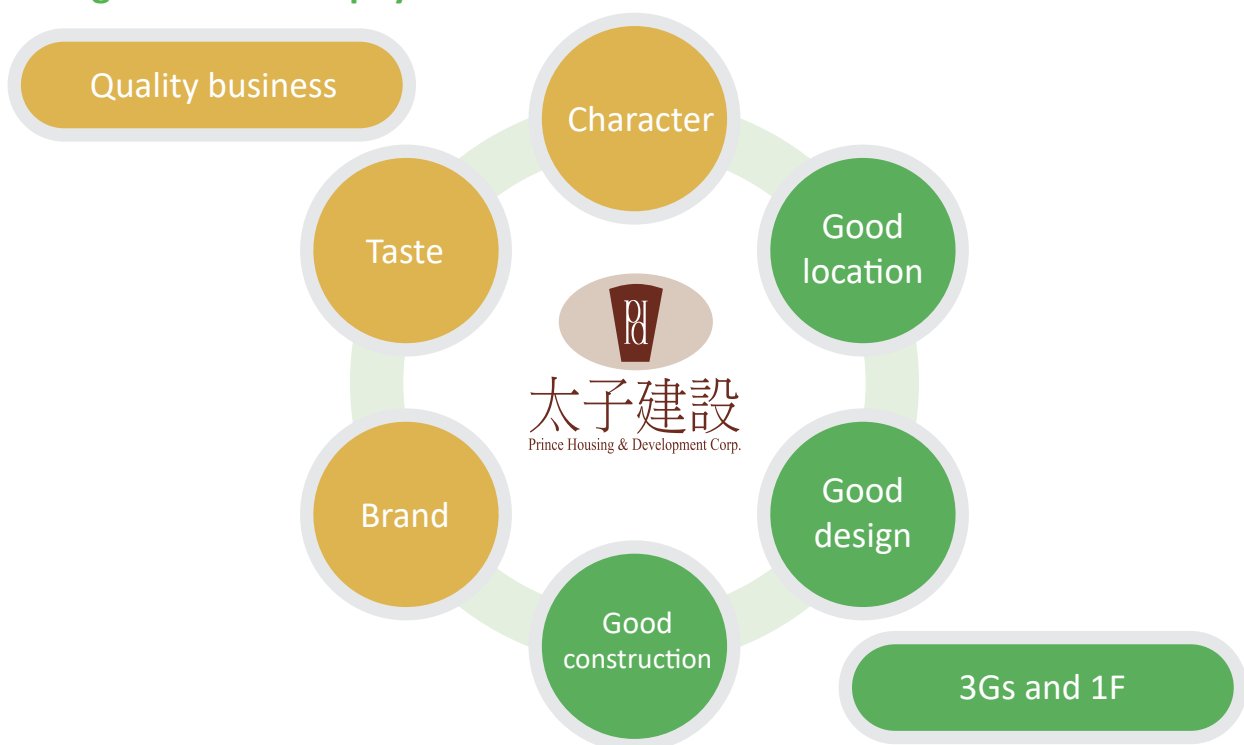 Quality business
Character
Taste
Good
location
太子建設
Prince Housing & Development Corp.
Brand
Good
design
Good
construction
3Gs and 1F